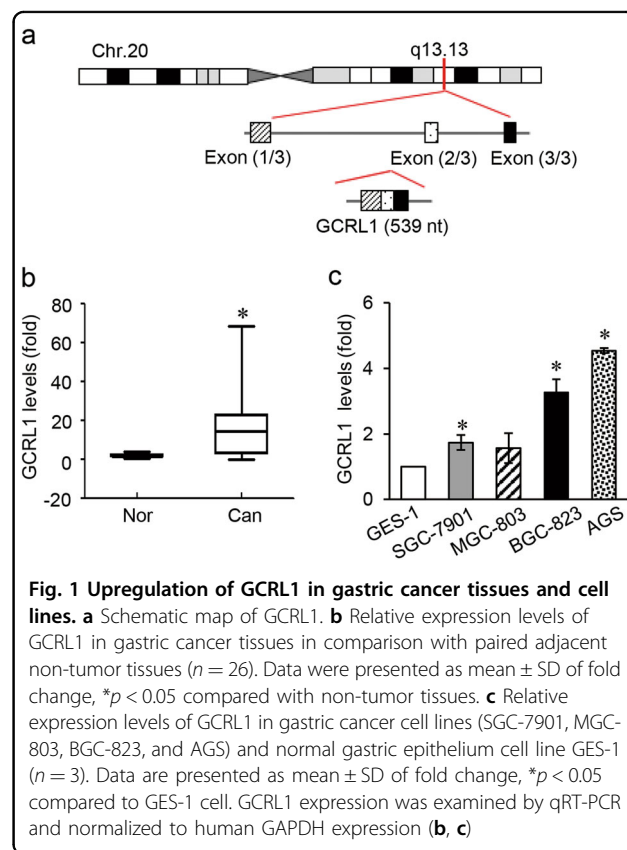 a
Chr.20
q13.13
Exon (1/3)
Exon (2/3)
Exon (3/3)
GCRL1 (539 nt)
b
GCRL1 levels (fold)
80
60
40
20
0
-20
*
Nor
Can
c
GCRL1 levels (fold)
6
4
2
0
*
*
*
GES-1
SGC-7901
MGC-803
BGC-823
AGS
Fig. 1 Upregulation of GCRL1 in gastric cancer tissues and cell
lines. a Schematic map of GCRL1. b Relative expression levels of
GCRL1 in gastric cancer tissues in comparison with paired adjacent
non-tumor tissues (n = 26). Data were presented as mean ± SD of fold
change, *p < 0.05 compared with non-tumor tissues. c Relative
expression levels of GCRL1 in gastric cancer cell lines (SGC-7901, MGC-
803, BGC-823, and AGS) and normal gastric epithelium cell line GES-1
(n = 3). Data are presented as mean ± SD of fold change, *p < 0.05
compared to GES-1 cell. GCRL1 expression was examined by qRT-PCR
and normalized to human GAPDH expression (b, c)